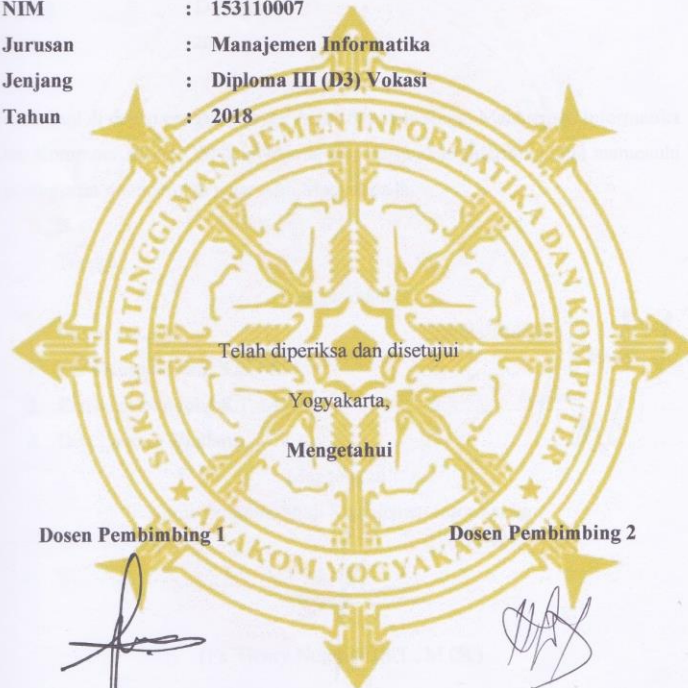 NIM : 153110007
Jurusan : Manajemen Informatika
Jenjang : Diploma III (D3) Vokasi
Tahun : 2018
SEKOLAH TINGGI MANAJEMEN INFORMATIKA DAN KOMPUTER
★ AKAKOM YOGYAKARTA ★
Telah diperiksa dan disetujui
Yogyakarta,
Mengetahui
Dosen Pembimbing 1 Dosen Pembimbing 2